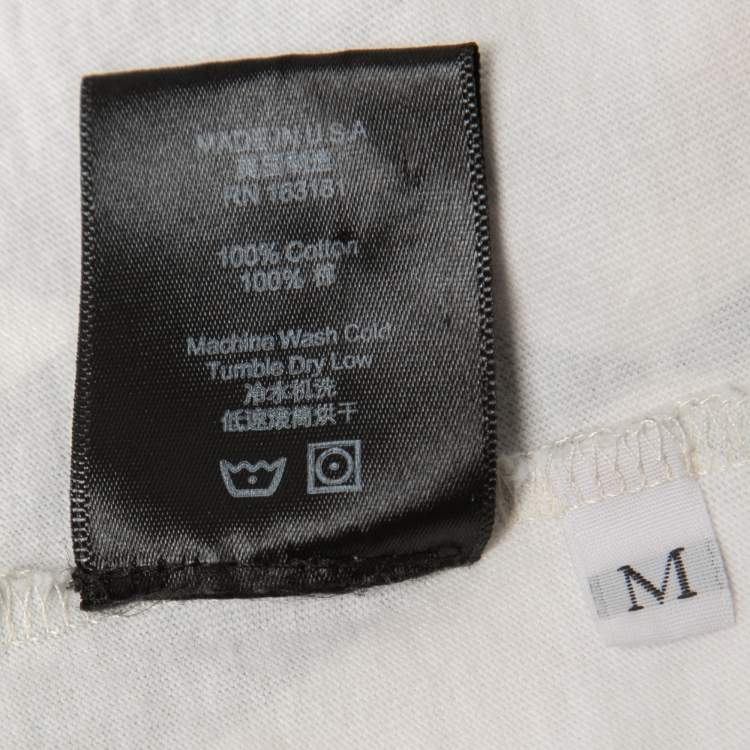 MADE IN U.S.A
美国制造
RN 163161
100% Cotton
100% 棉
Machine Wash Cold
Tumble Dry Low
冷水机洗
低速滚筒烘干
M